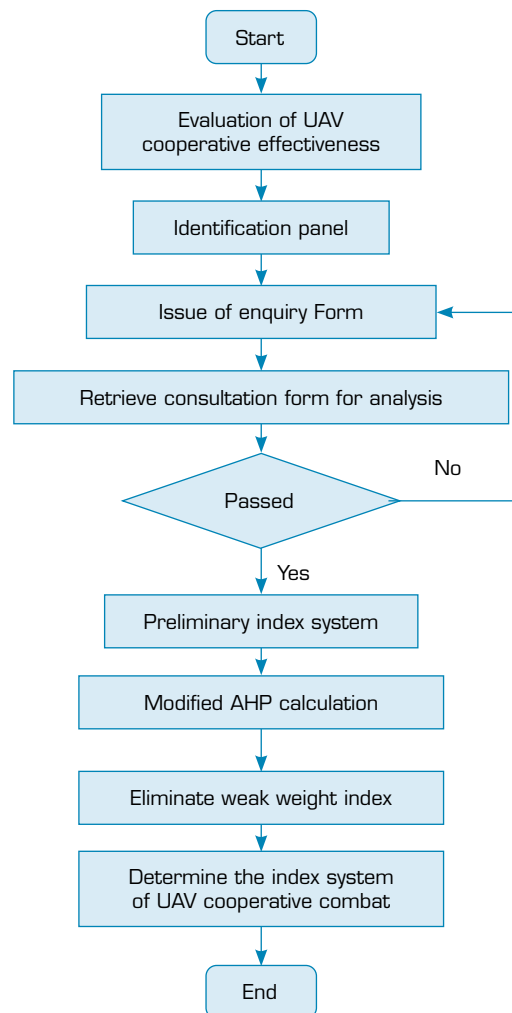 Start
Evaluation of UAV
cooperative effectiveness
Identification panel
Issue of enquiry Form
Retrieve consultation form for analysis
Passed
No
Yes
Preliminary index system
Modified AHP calculation
Eliminate weak weight index
Determine the index system
of UAV cooperative combat
End